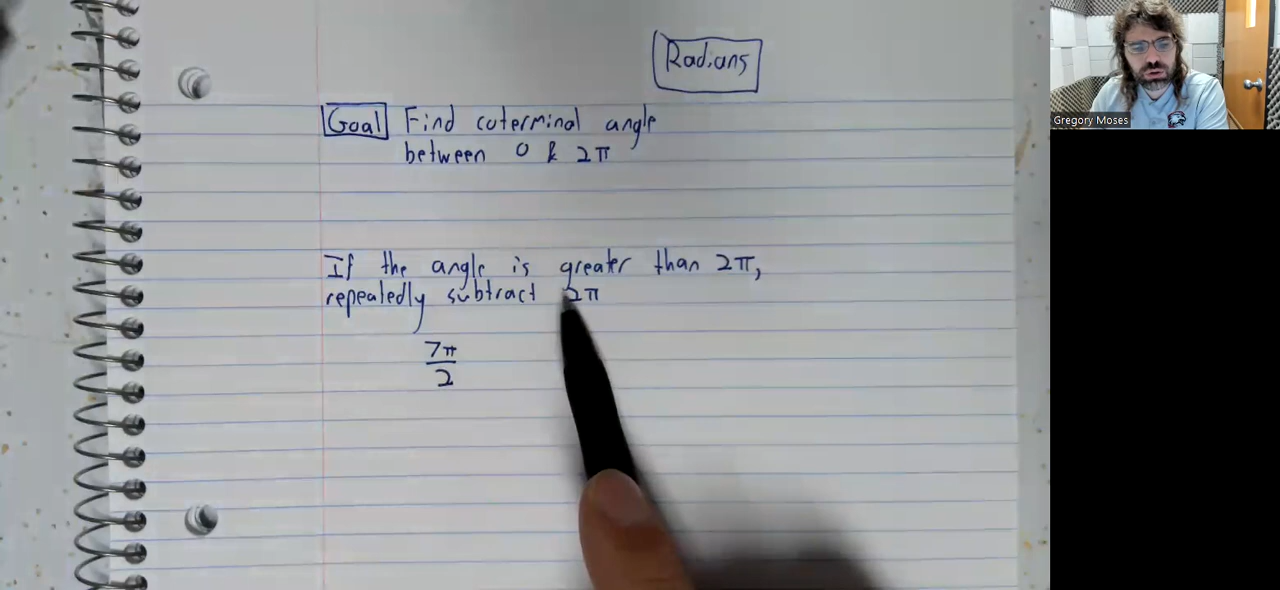 Radians
Goal Find coterminal angle
between 0 & 2π
If the angle is greater than 2π,
repeatedly subtract 2π
7π
2
Gregory Moses